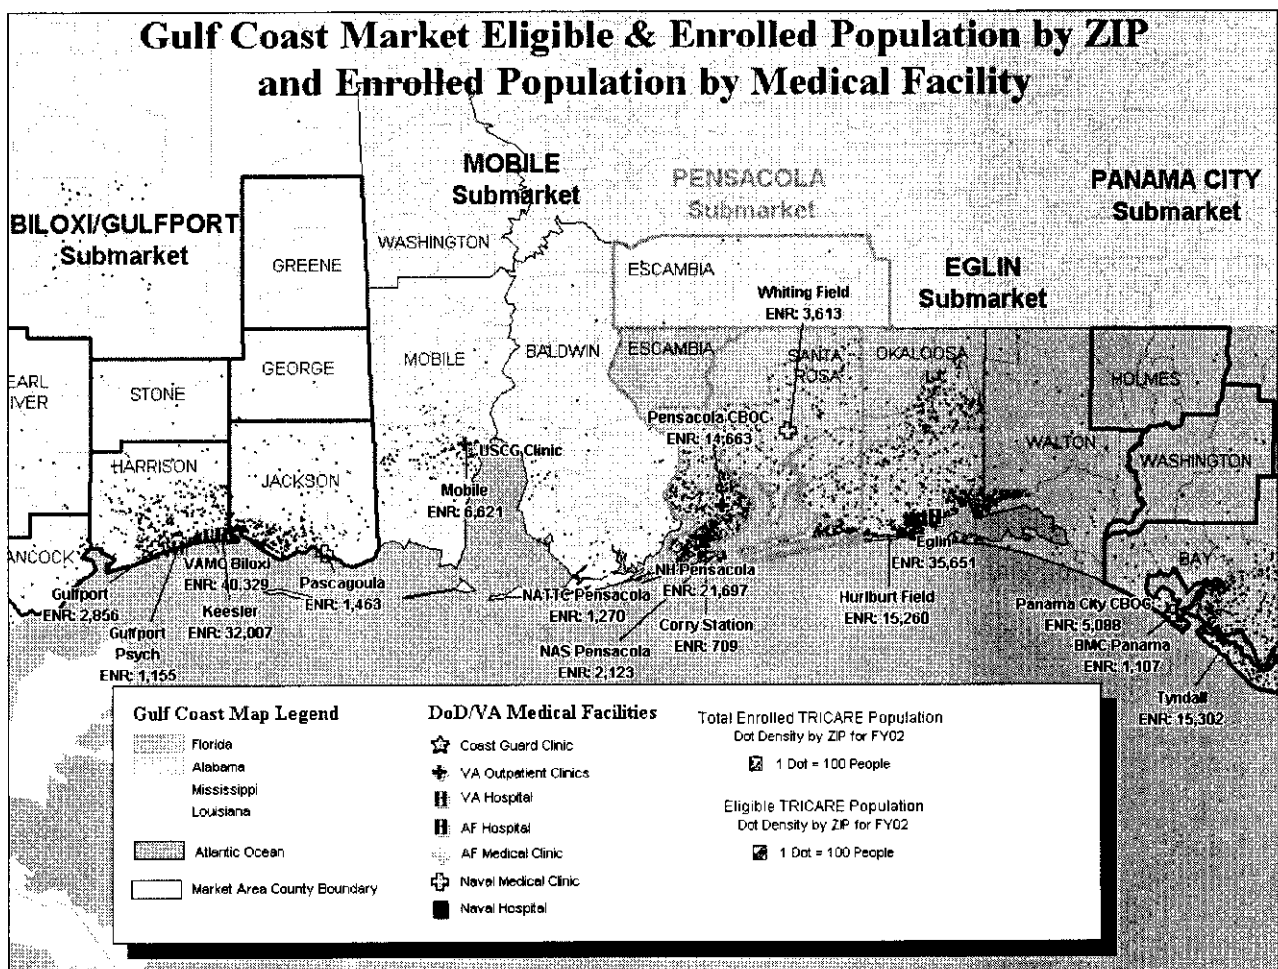 Gulf Coast Market Eligible & Enrolled Population by ZIP
and Enrolled Population by Medical Facility
MOBILE
Submarket
PENSACOLA
Submarket
PANAMA CITY
Submarket
BILOXI/GULFPORT
Submarket
EGLIN
Submarket
WASHINGTON
GREENE
ESCAMBIA
Whiting Field
ENR: 3,613
EARL
IVER
STONE
GEORGE
MOBILE
BALDWIN
ESCAMBIA
SANTA
ROSA
OKALOOSA
HOLMES
WALTON
WASHINGTON
Pensacola CBOC
ENR: 14,663
USCG Clinic
HARRISON
JACKSON
Mobile
ENR: 6,621
ANCOCK
BAY
VAMC Biloxi
ENR: 40,329
Pascagoula
ENR: 1,463
Gulfport
ENR: 2,856
Keesler
ENR: 32,007
Gulfport
Psych
ENR: 1,155
NATTC Pensacola
ENR: 1,270
NH Pensacola
ENR: 21,697
NAS Pensacola
ENR: 2,123
Corry Station
ENR: 709
Eglin
ENR: 35,651
Hurlburt Field
ENR: 15,260
Panama City CBOC
ENR: 5,098
BMC Panama
ENR: 1,107
Tyndall
ENR: 15,302
Gulf Coast Map Legend
Florida
Alabama
Mississippi
Louisiana
Atlantic Ocean
Market Area County Boundary
DoD/VA Medical Facilities
Coast Guard Clinic
VA Outpatient Clinics
VA Hospital
AF Hospital
AF Medical Clinic
Naval Medical Clinic
Naval Hospital
Total Enrolled TRICARE Population
Dot Density by ZIP for FY02
1 Dot = 100 People
Eligible TRICARE Population
Dot Density by ZIP for FY02
1 Dot = 100 People